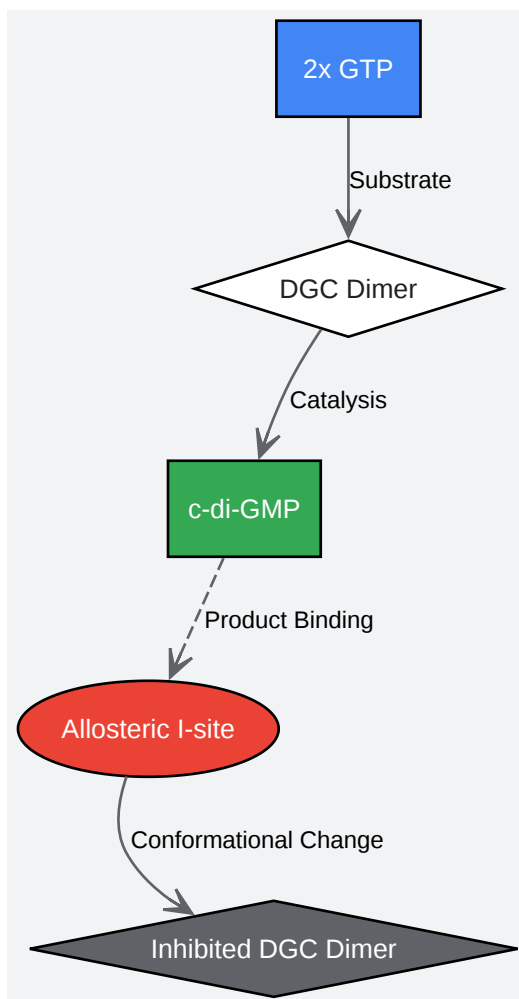 2x GTP
Substrate
DGC Dimer
Catalysis
c-di-GMP
Product Binding
Allosteric I-site
Conformational Change
Inhibited DGC Dimer